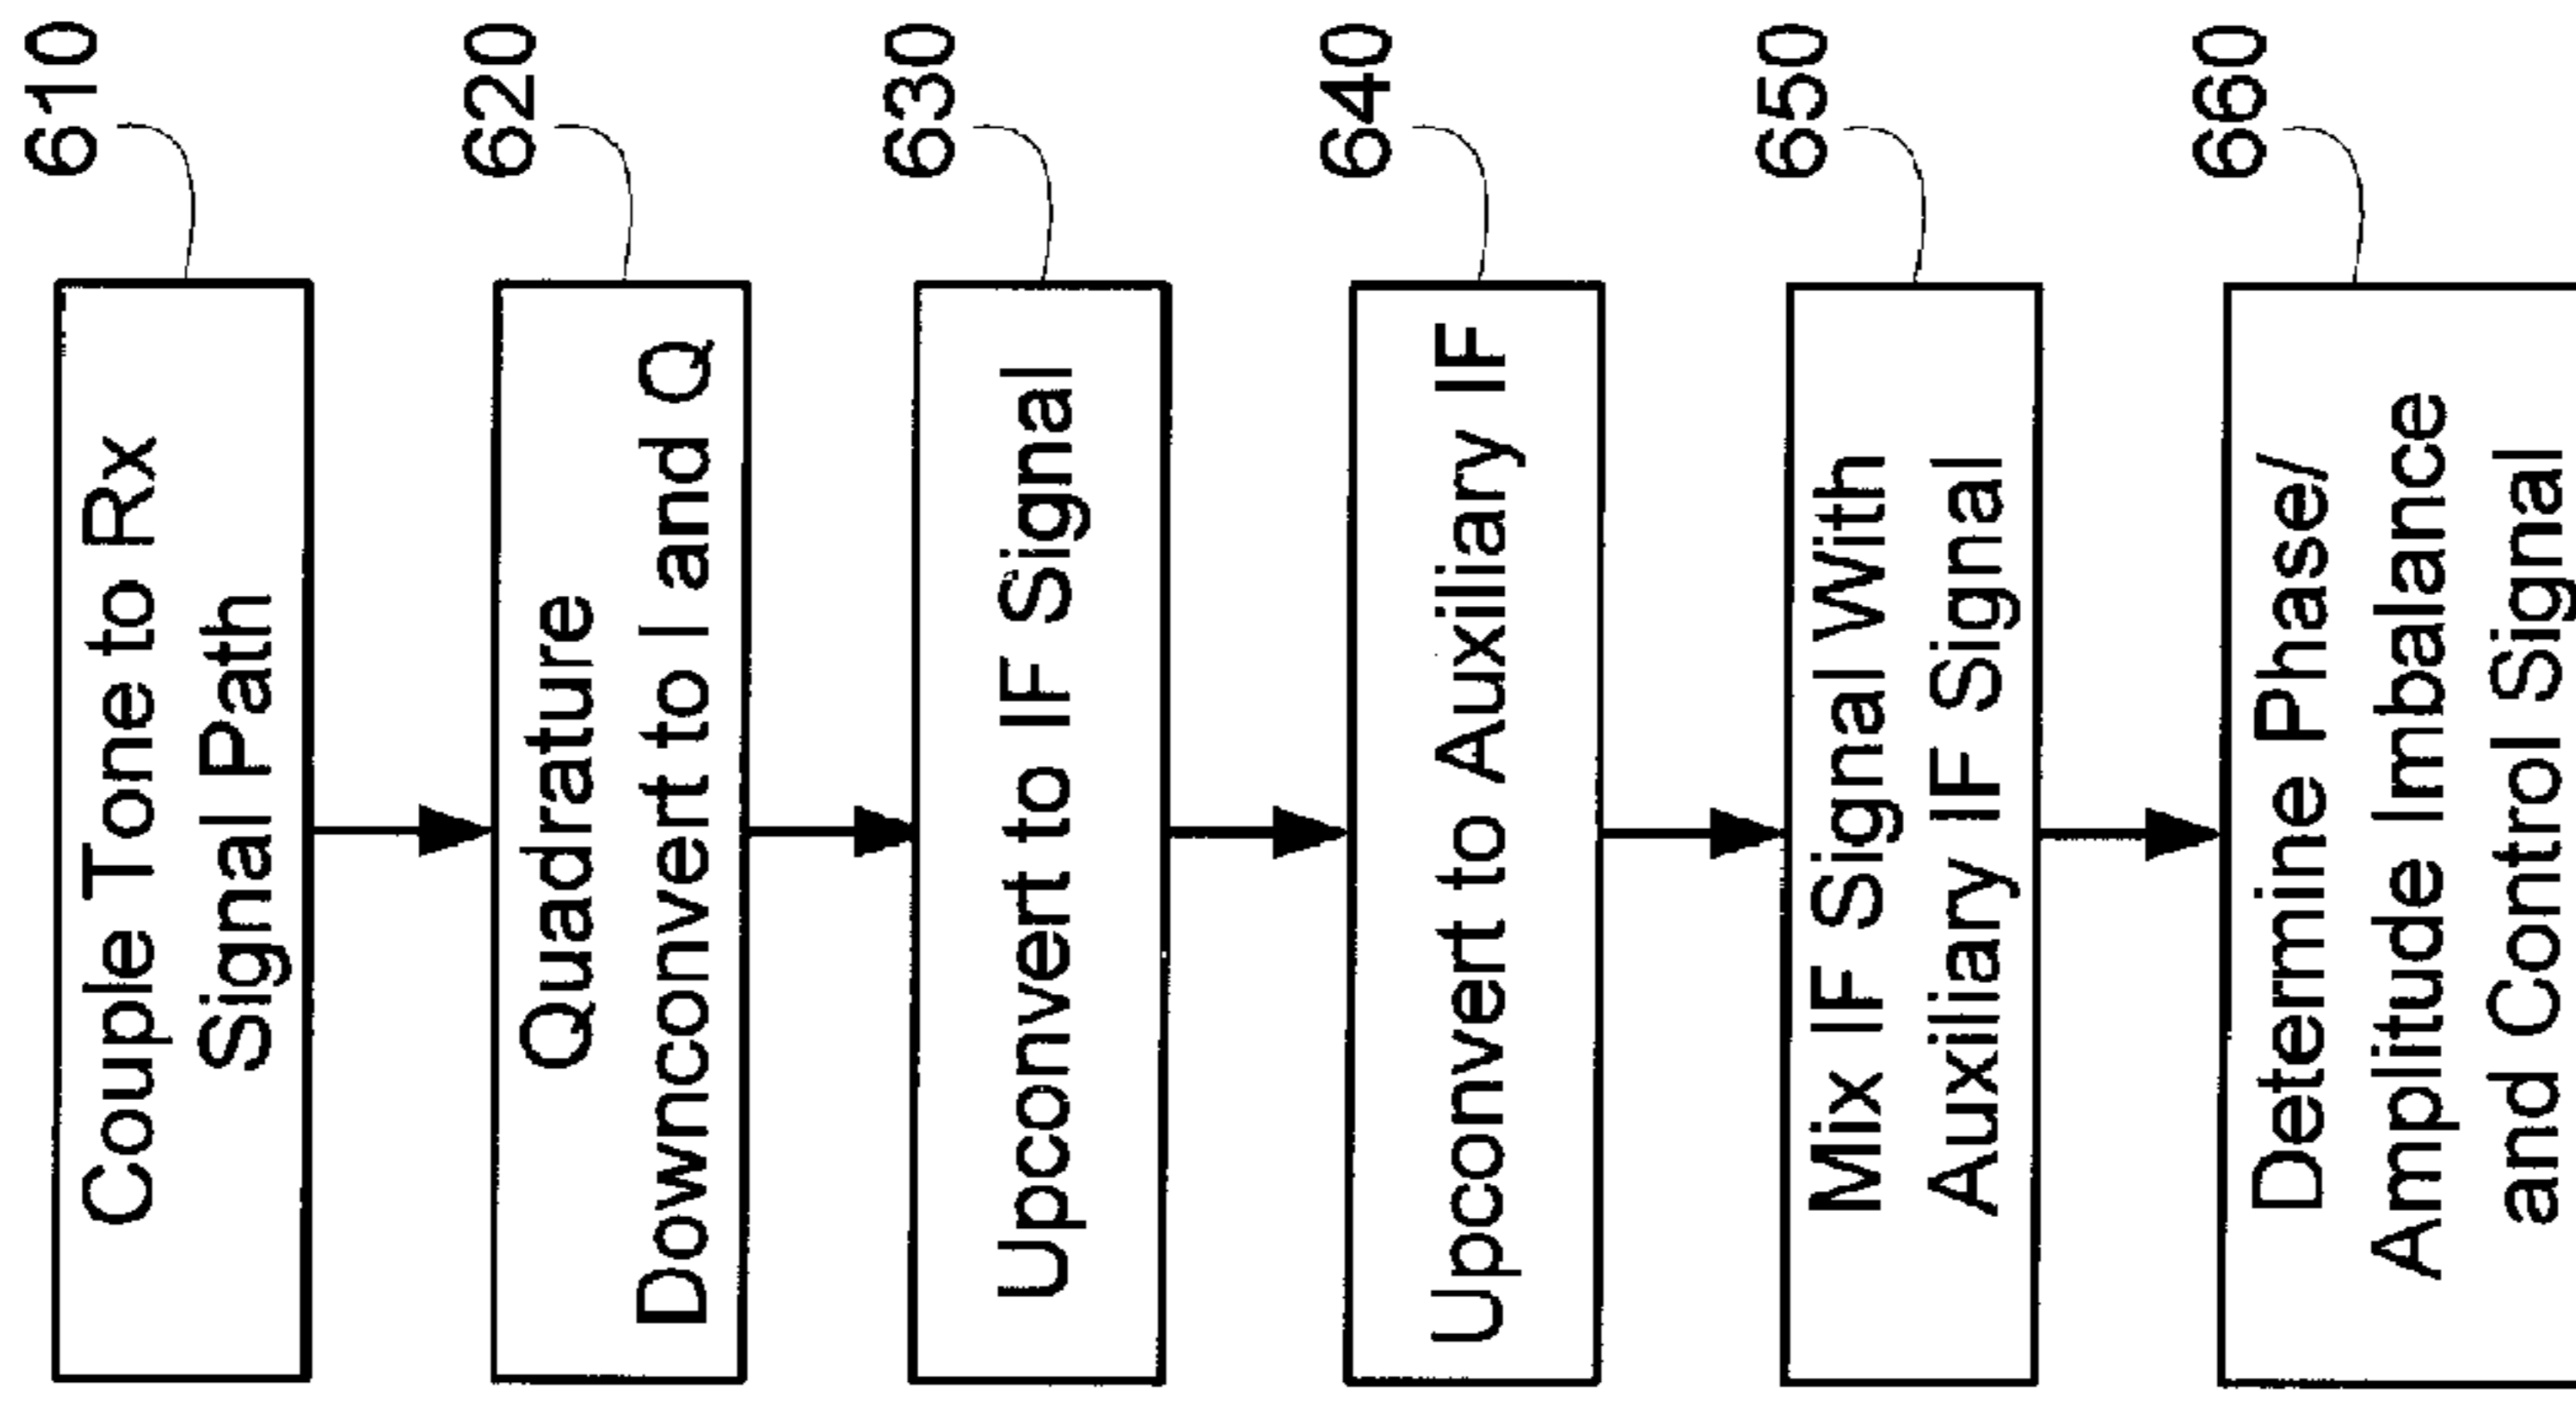 610
Couple Tone to Rx
Signal Path
620
Quadrature
Downconvert to I and Q
630
Upconvert to IF Signal
640
Upconvert to Auxiliary IF
650
Mix IF Signal With
Auxiliary IF Signal
660
Determine Phase/
Amplitude Imbalance
and Control Signal